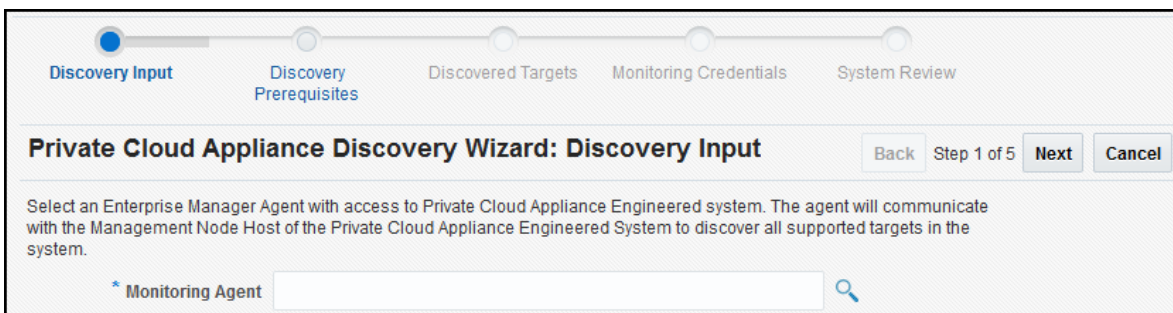 Discovery Input
Discovery Prerequisites
Discovered Targets
Monitoring Credentials
System Review
Private Cloud Appliance Discovery Wizard: Discovery Input
Back Step 1 of 5 Next Cancel
Select an Enterprise Manager Agent with access to Private Cloud Appliance Engineered system. The agent will communicate
with the Management Node Host of the Private Cloud Appliance Engineered System to discover all supported targets in the
system.
* Monitoring Agent